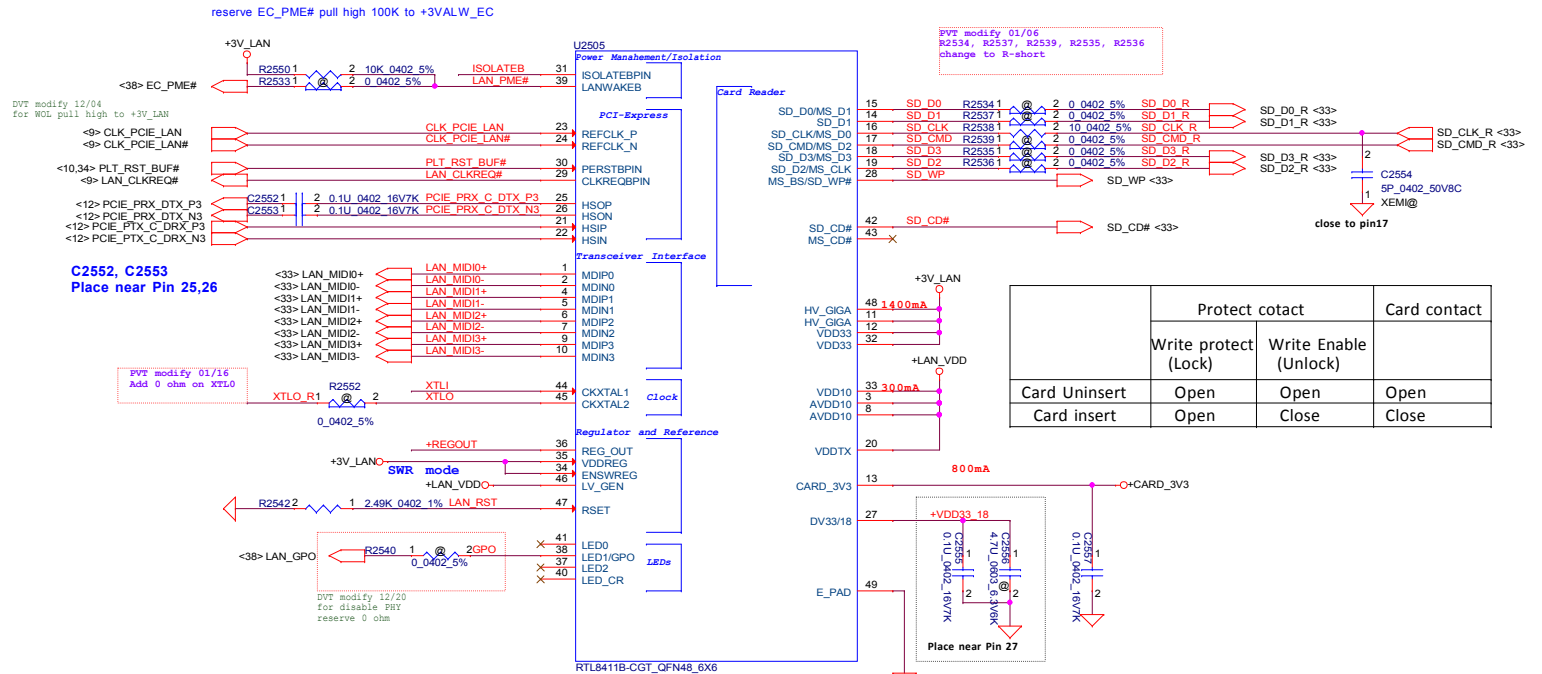 reserve EC_PME# pull high 100K to +3VALW_EC
+3V_LAN
R2550 1 2 10K_0402_5% ISOLATEB 31 ISOLATEBPIN
<38> EC_PME# R2533 1 @ 2 0_0402_5% LAN_PME# 39 LANWAKEB
DVT modify 12/04
for WOL pull high to +3V_LAN
U2505
Power Manahement/Isolation
PCI-Express
<9> CLK_PCIE_LAN CLK_PCIE_LAN 23 REFCLK_P
<9> CLK_PCIE_LAN# CLK_PCIE_LAN# 24 REFCLK_N
<10,34> PLT_RST_BUF# PLT_RST_BUF# 30 PERSTBPIN
<9> LAN_CLKREQ# LAN_CLKREQ# 29 CLKREQBPIN
<12> PCIE_PRX_DTX_P3 C2552 1 2 0.1U_0402_16V7K PCIE_PRX_C_DTX_P3 25 HSOP
<12> PCIE_PRX_DTX_N3 C2553 1 2 0.1U_0402_16V7K PCIE_PRX_C_DTX_N3 26 HSON
<12> PCIE_PTX_C_DRX_P3 21 HSIP
<12> PCIE_PTX_C_DRX_N3 22 HSIN
C2552, C2553
Place near Pin 25,26
Transceiver Interface
<33> LAN_MIDI0+ LAN_MIDI0+ 1 MDIP0
<33> LAN_MIDI0- LAN_MIDI0- 2 MDIN0
<33> LAN_MIDI1+ LAN_MIDI1+ 4 MDIP1
<33> LAN_MIDI1- LAN_MIDI1- 5 MDIN1
<33> LAN_MIDI2+ LAN_MIDI2+ 6 MDIP2
<33> LAN_MIDI2- LAN_MIDI2- 7 MDIN2
<33> LAN_MIDI3+ LAN_MIDI3+ 9 MDIP3
<33> LAN_MIDI3- LAN_MIDI3- 10 MDIN3
PVT modify 01/16
Add 0 ohm on XTL0
R2552
XTLI 44 CKXTAL1
XTLO_R 1 @ 2 XTLO 45 CKXTAL2
0_0402_5%
Clock
Regulator and Reference
+REGOUT 36 REG_OUT
+3V_LAN 35 VDDREG
SWR mode 34 ENSWREG
+LAN_VDD 46 LV_GEN
R2542 2 1 2.49K_0402_1% LAN_RST 47 RSET
41 LED0
<38> LAN_GPO R2540 1 @ 2 GPO 38 LED1/GPO
0_0402_5%
37 LED2
40 LED_CR
LEDs
DVT modify 12/20
for disable PHY
reserve 0 ohm
RTL8411B-CGT_QFN48_6X6
PVT modify 01/06
R2534, R2537, R2539, R2535, R2536
change to R-short
Card Reader
SD_D0/MS_D1 15 SD_D0 R2534 1 @ 2 0_0402_5% SD_D0_R SD_D0_R <33>
SD_D1 14 SD_D1 R2537 1 @ 2 0_0402_5% SD_D1_R SD_D1_R <33>
SD_CLK/MS_D0 16 SD_CLK R2538 1 2 10_0402_5% SD_CLK_R SD_CLK_R <33>
SD_CMD/MS_D2 17 SD_CMD R2539 1 @ 2 0_0402_5% SD_CMD_R SD_CMD_R <33>
SD_D3/MS_D3 18 SD_D3 R2535 1 @ 2 0_0402_5% SD_D3_R SD_D3_R <33>
SD_D2/MS_CLK 19 SD_D2 R2536 1 @ 2 0_0402_5% SD_D2_R SD_D2_R <33>
MS_BS/SD_WP# 28 SD_WP SD_WP <33>
2
C2554
5P_0402_50V8C
1
XEMI@
close to pin17
SD_CD# 42 SD_CD# SD_CD# <33>
MS_CD# 43
+3V_LAN
HV_GIGA 48 1400mA
HV_GIGA 11
VDD33 12
VDD33 32
+LAN_VDD
VDD10 33 300mA
AVDD10 3
AVDD10 8
VDDTX 20
800mA
CARD_3V3 13 +CARD_3V3
DV33/18 27 +VDD33_18
C2555 1 2
0.1U_0402_16V7K
C2556 1 @ 2
4.7U_0603_6.3V6K
C2557 1 2
0.1U_0402_16V7K
E_PAD 49
Place near Pin 27
Protect cotact Card contact
Write protect (Lock) Write Enable (Unlock)
Card Uninsert Open Open Open
Card insert Open Close Close